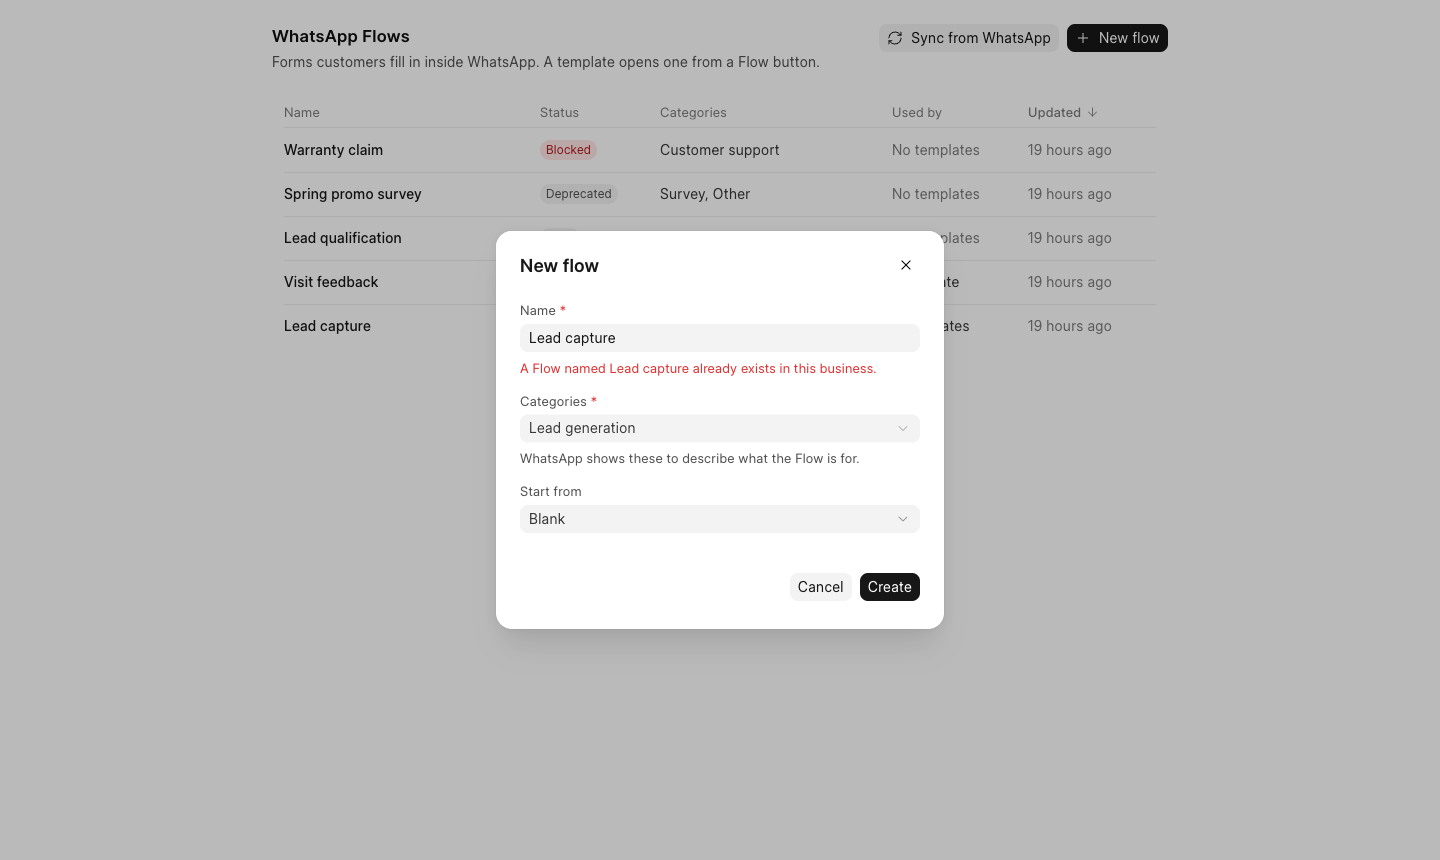 WhatsApp Flows
Sync from WhatsApp
New flow
Forms customers fill in inside WhatsApp. A template opens one from a Flow button.
Name Status Categories Used by Updated
Warranty claim Blocked Customer support No templates 19 hours ago
Spring promo survey Deprecated Survey, Other No templates 19 hours ago
Lead qualification 19 hours ago
Visit feedback 19 hours ago
Lead capture 19 hours ago
New flow
Name *
Lead capture
A Flow named Lead capture already exists in this business.
Categories *
Lead generation
WhatsApp shows these to describe what the Flow is for.
Start from
Blank
Cancel Create